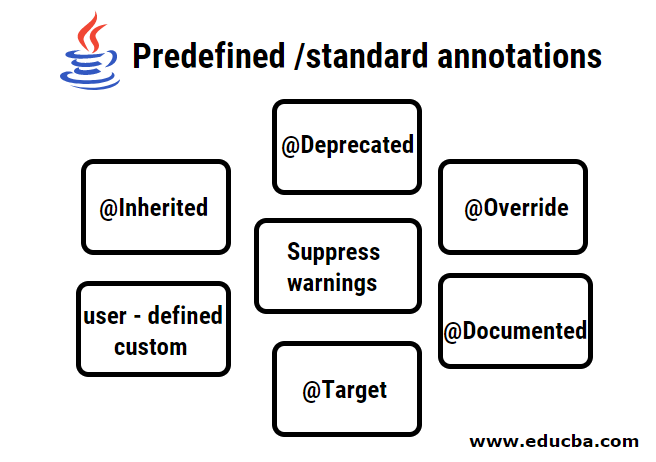 Predefined /standard annotations
@Deprecated
@Inherited
@Override
Suppress
warnings
user - defined
custom
@Documented
@Target
www.educba.com